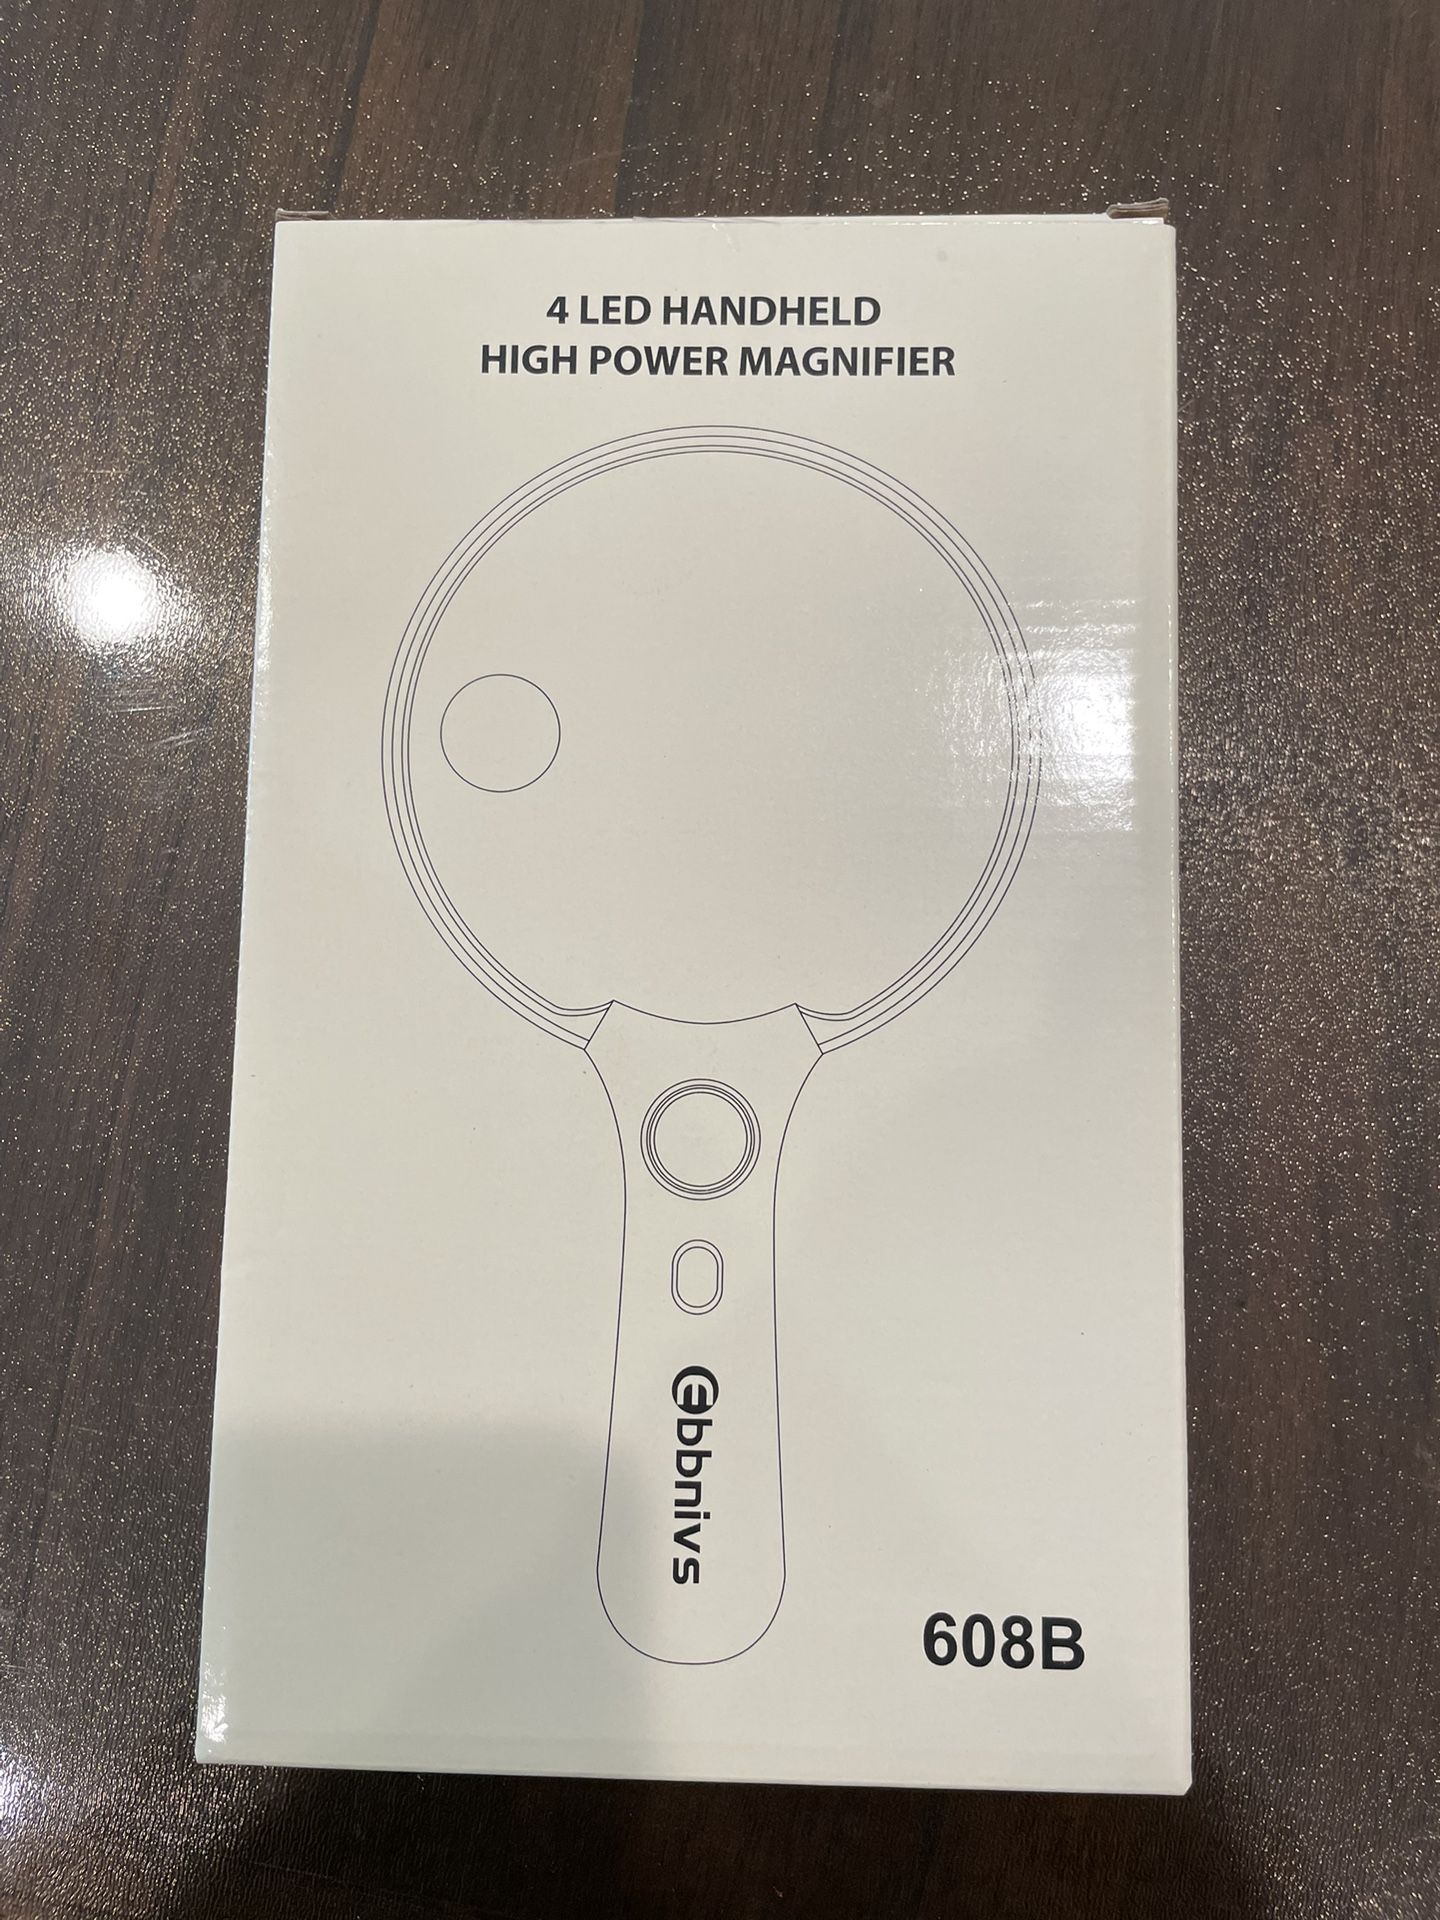 4 LED HANDHELD
HIGH POWER MAGNIFIER
Ebbnivs
608B